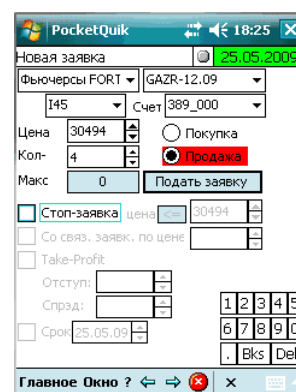 PocketQuik 18:25
Новая заявка 25.05.2009
Фьючерсы FORT GAZR-12.09
I45 Счет 389_000
Цена 30494 Покупка
Кол- 4 Продажа
Макс 0 Подать заявку
Стоп-заявка цена <= 30494
Со связ. заявк. по цене
Take-Profit
Отступ:
Спрэд: 1 2 3 4 5
Срок 25.05.09 6 7 8 9 0
. Bks Del
Главное Окно ?